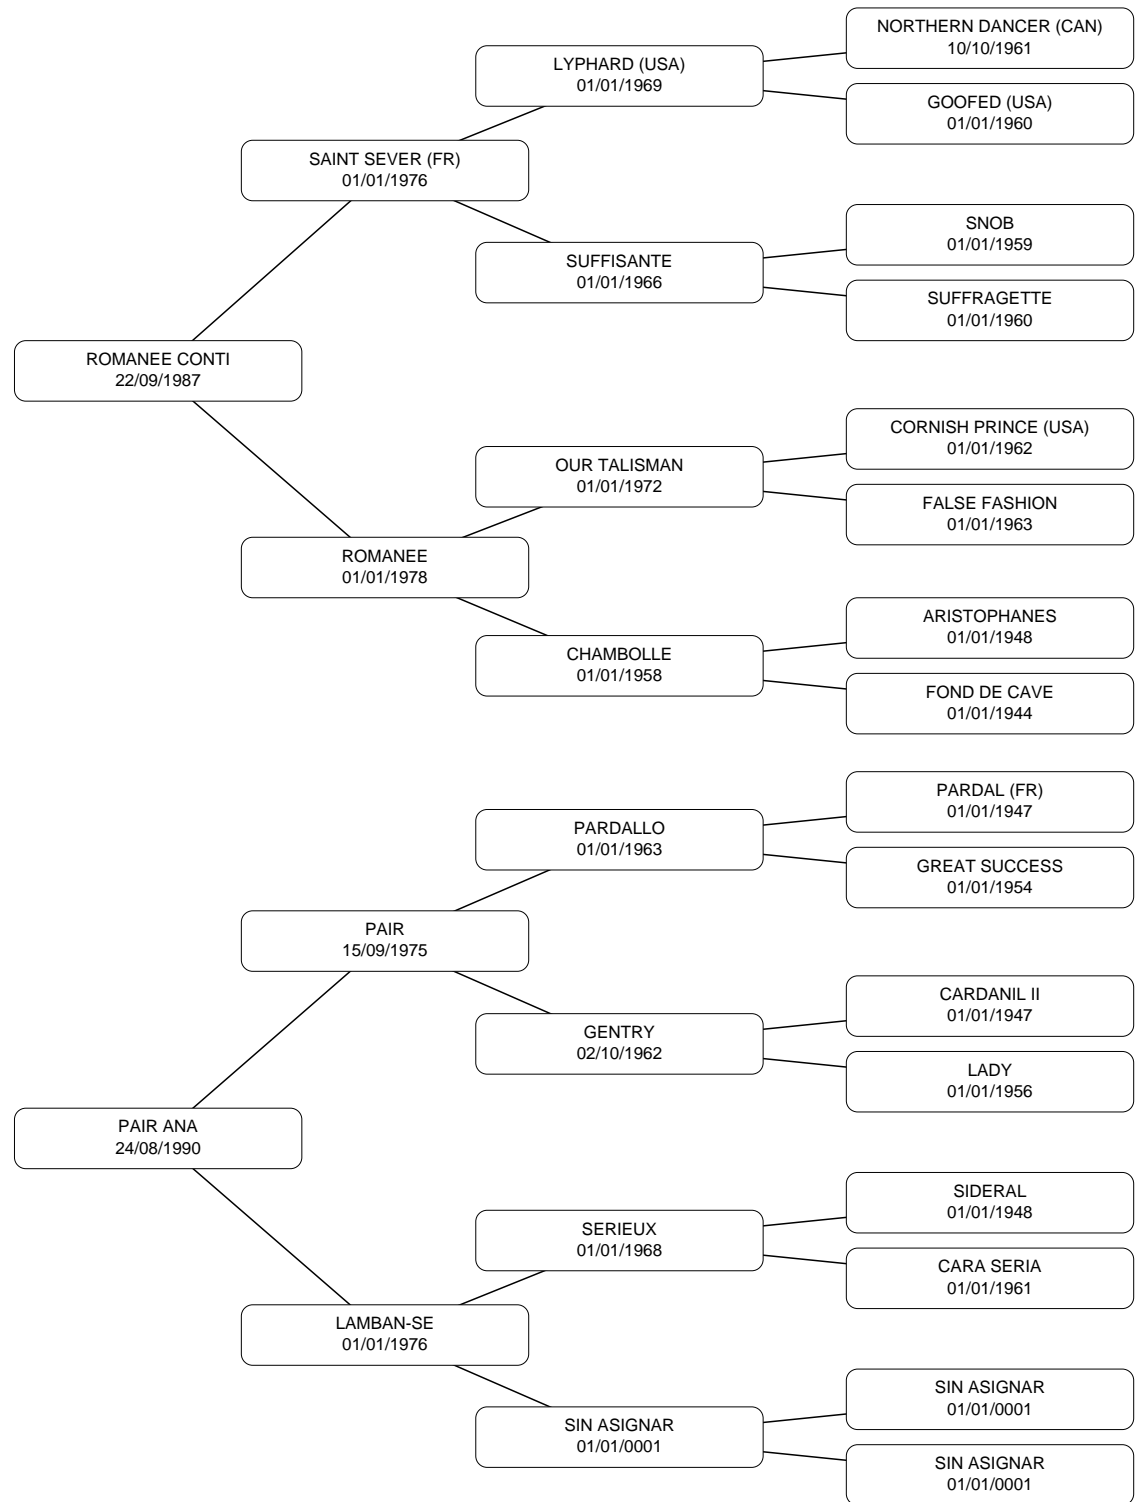 NORTHERN DANCER (CAN)
10/10/1961
LYPHARD (USA)
01/01/1969
GOOFED (USA)
01/01/1960
SAINT SEVER (FR)
01/01/1976
SNOB
01/01/1959
SUFFISANTE
01/01/1966
SUFFRAGETTE
01/01/1960
ROMANEE CONTI
22/09/1987
CORNISH PRINCE (USA)
01/01/1962
OUR TALISMAN
01/01/1972
FALSE FASHION
01/01/1963
ROMANEE
01/01/1978
ARISTOPHANES
01/01/1948
CHAMBOLLE
01/01/1958
FOND DE CAVE
01/01/1944
PARDAL (FR)
01/01/1947
PARDALLO
01/01/1963
GREAT SUCCESS
01/01/1954
PAIR
15/09/1975
CARDANIL II
01/01/1947
GENTRY
02/10/1962
LADY
01/01/1956
PAIR ANA
24/08/1990
SIDERAL
01/01/1948
SERIEUX
01/01/1968
CARA SERIA
01/01/1961
LAMBAN-SE
01/01/1976
SIN ASIGNAR
01/01/0001
SIN ASIGNAR
01/01/0001
SIN ASIGNAR
01/01/0001